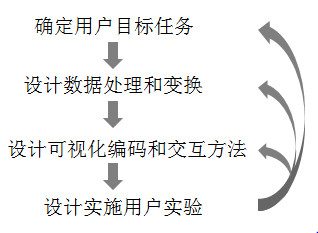 确定用户目标任务
设计数据处理和变换
设计可视化编码和交互方法
设计实施用户实验